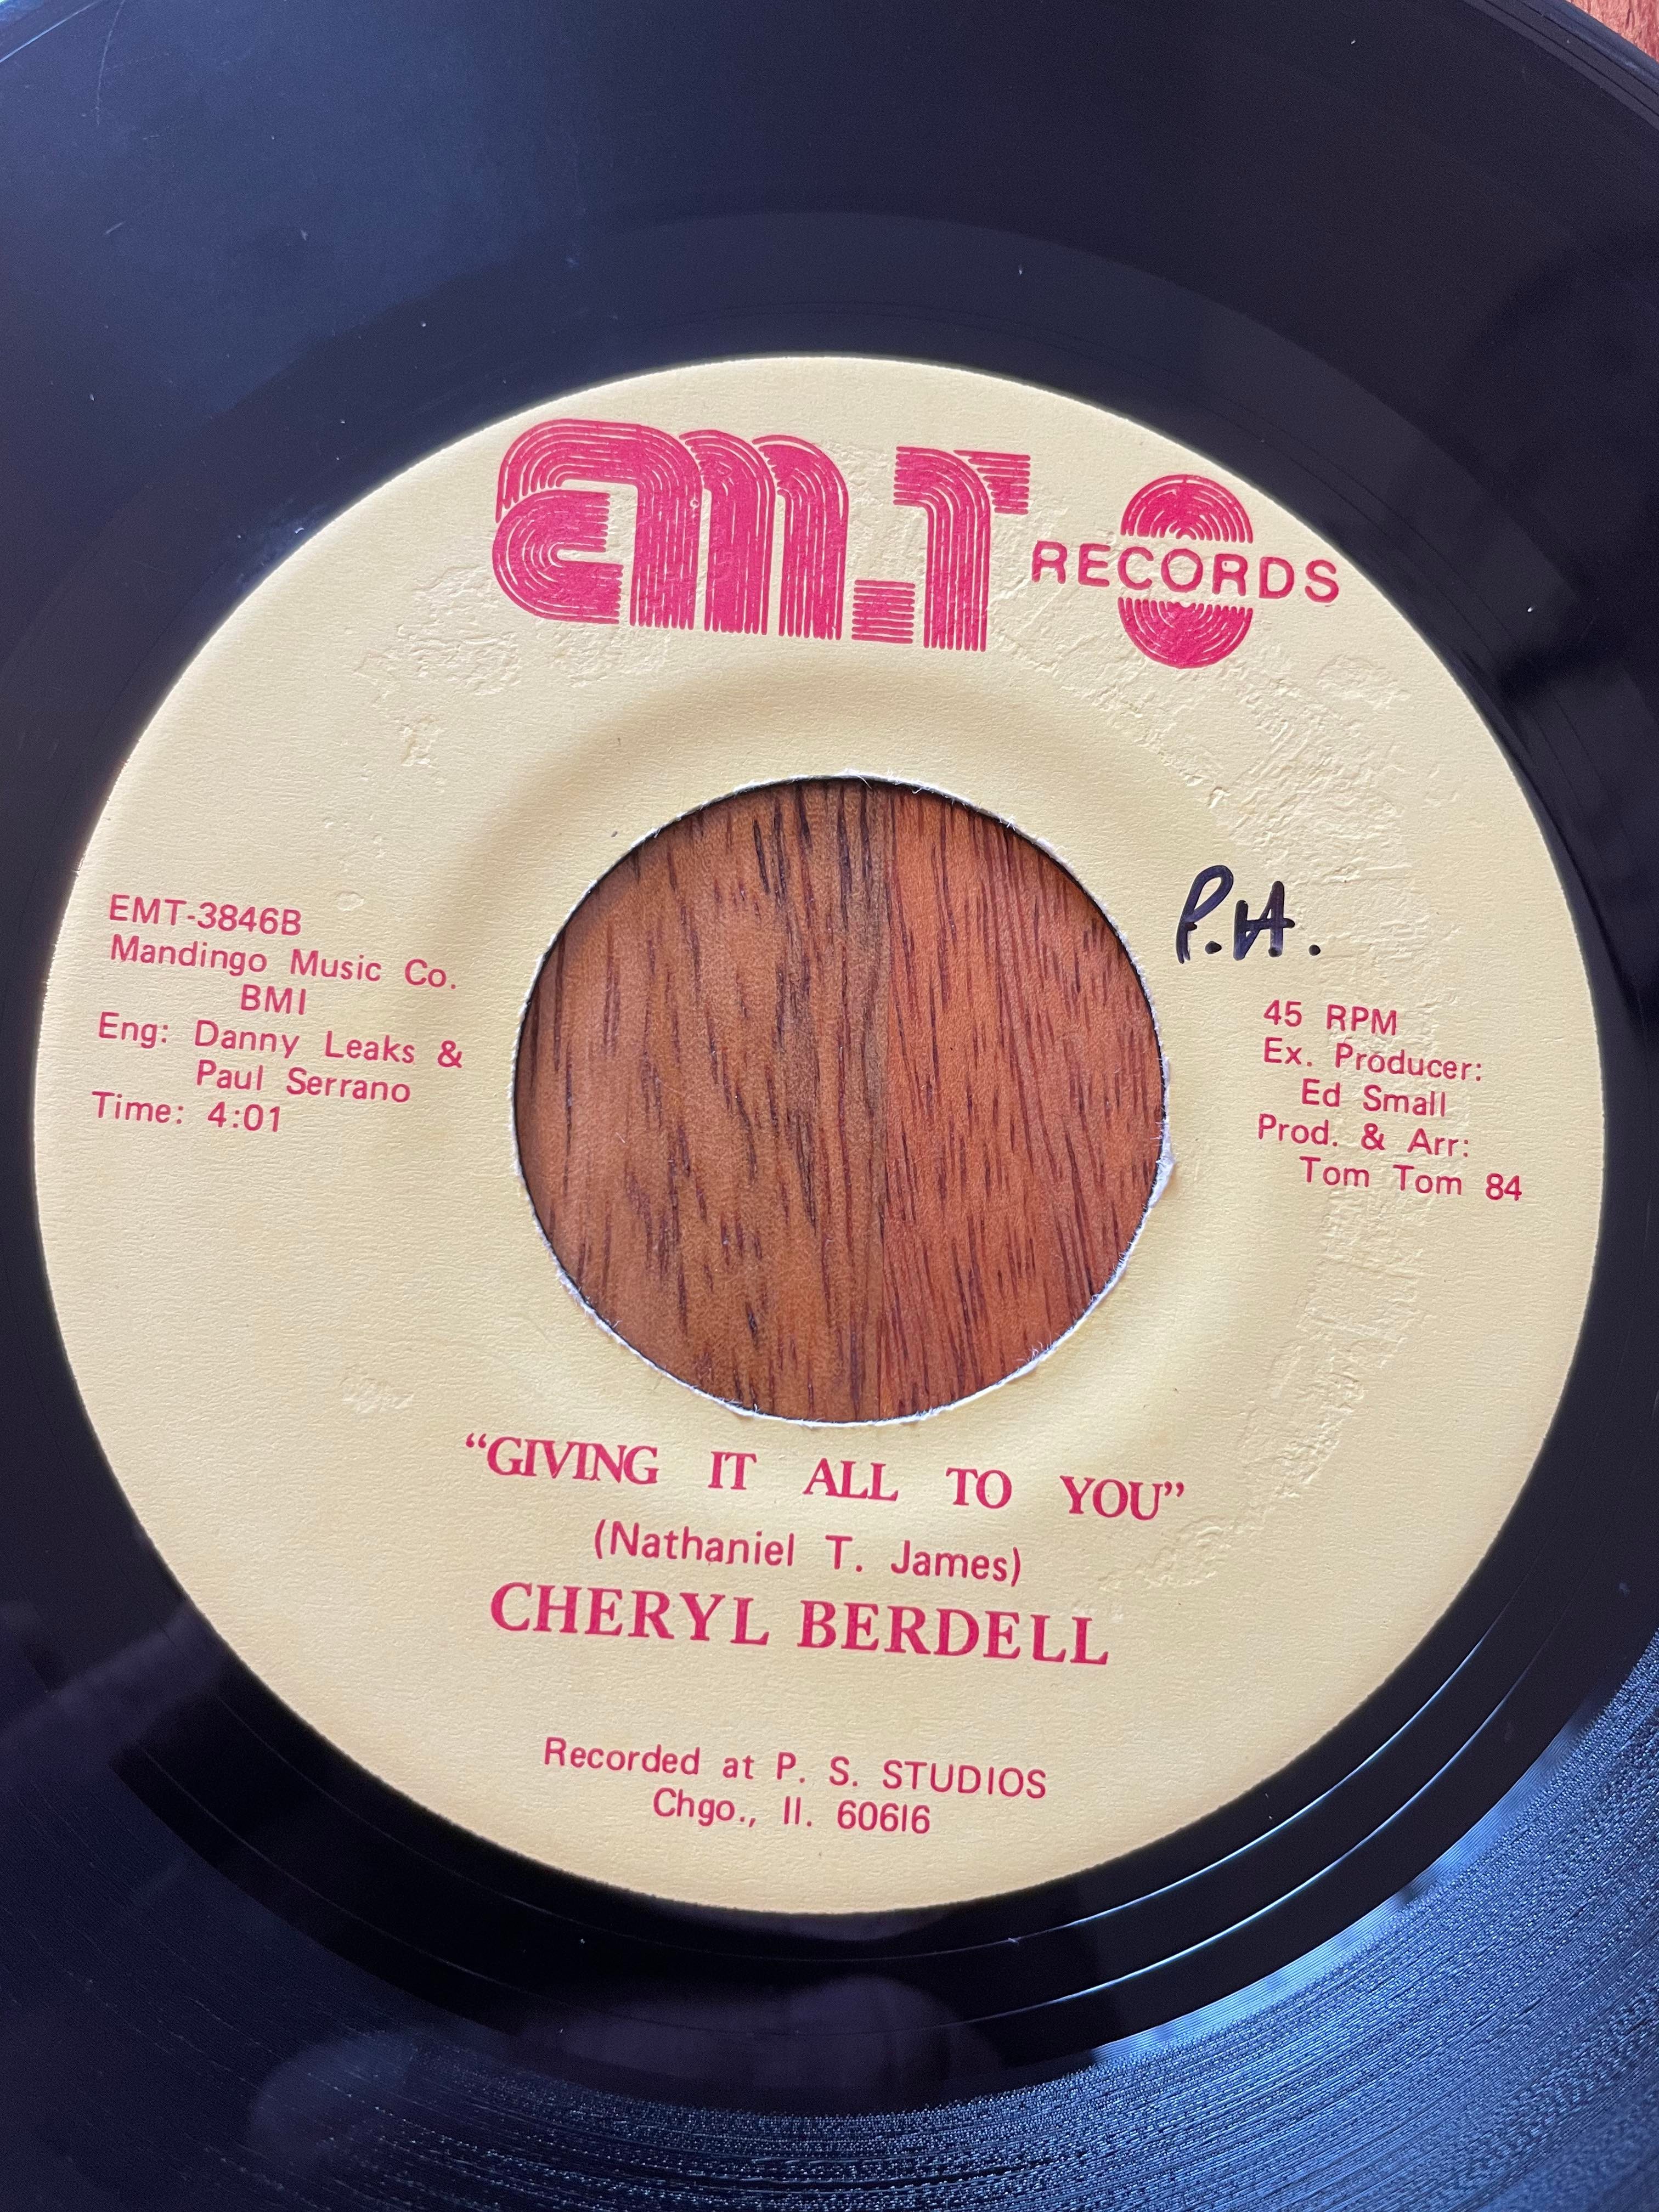 em.t RECORDS
P.H.
EMT-3846B
Mandingo Music Co.
BMI
Eng: Danny Leaks &
Paul Serrano
Time: 4:01
45 RPM
Ex. Producer:
Ed Small
Prod. & Arr:
Tom Tom 84
“GIVING IT ALL TO YOU”
(Nathaniel T. James)
CHERYL BERDELL
Recorded at P. S. STUDIOS
Chgo., Il. 60616